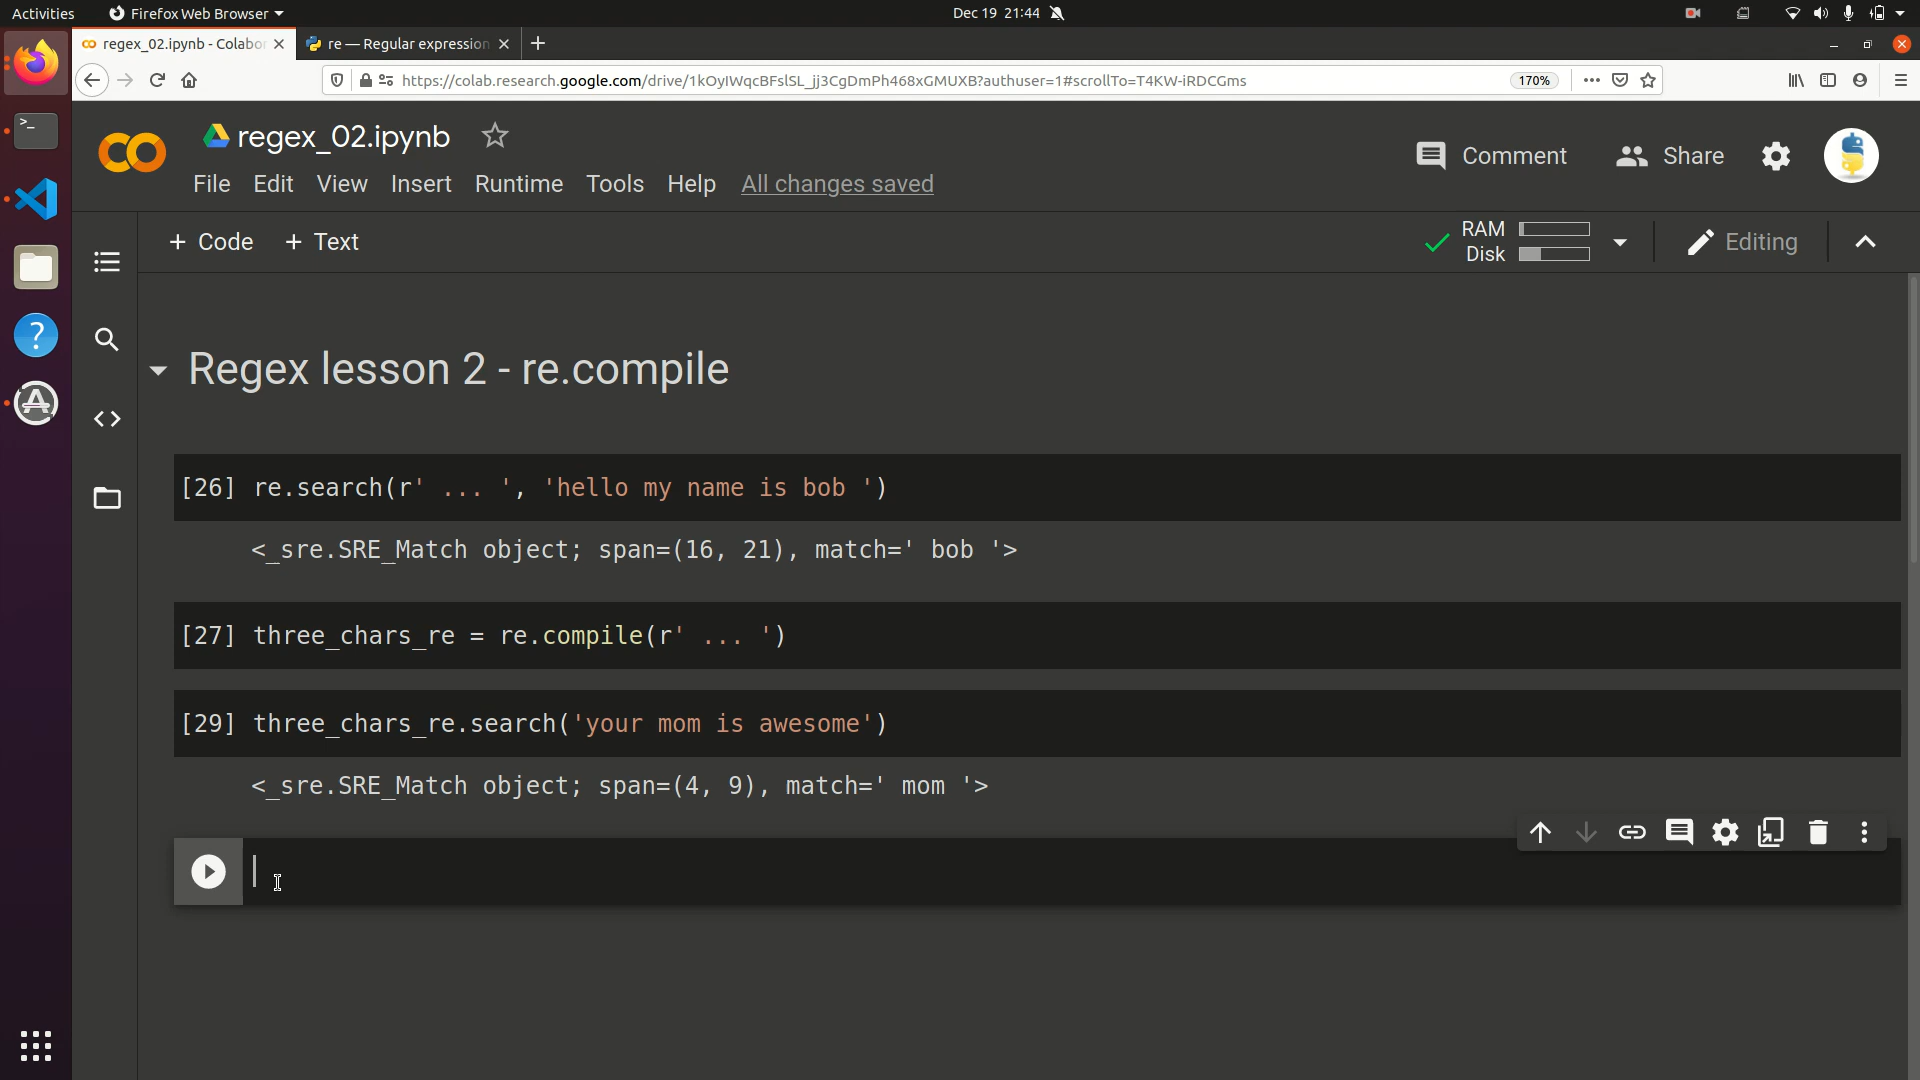 Activities
Firefox Web Browser
Dec 19 21:44
regex_02.ipynb - Colabo
re — Regular expression
https://colab.research.google.com/drive/1kOyIWqcBFslSL_jj3CgDmPh468xGMUXB?authuser=1#scrollTo=T4KW-iRDCGms
170%
regex_02.ipynb
File Edit View Insert Runtime Tools Help All changes saved
Comment
Share
+ Code + Text
RAM
Disk
Editing
Regex lesson 2 - re.compile
[26] re.search(r' ... ', 'hello my name is bob ')
<_sre.SRE_Match object; span=(16, 21), match=' bob '>
[27] three_chars_re = re.compile(r' ... ')
[29] three_chars_re.search('your mom is awesome')
<_sre.SRE_Match object; span=(4, 9), match=' mom '>